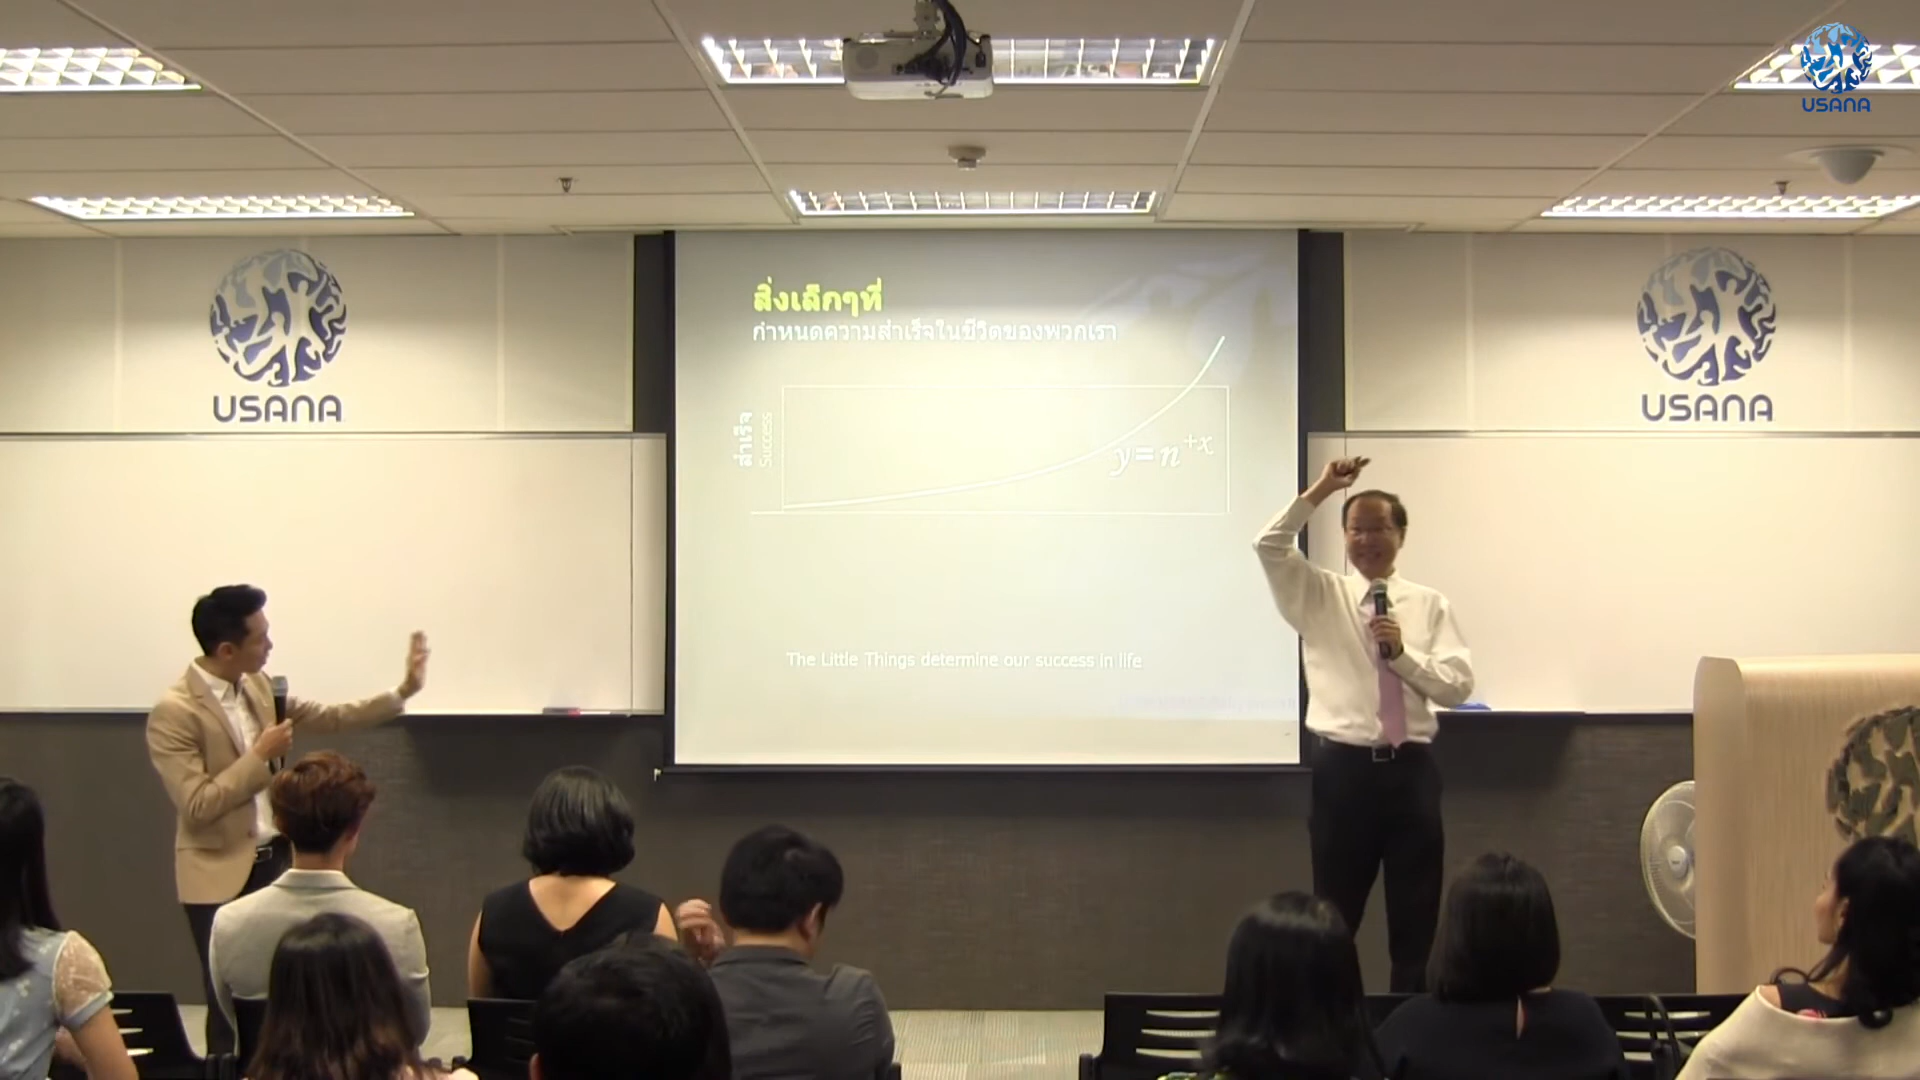 USANA
USANA
USANA
สิ่งเล็กๆที่
กำหนดความสำเร็จในชีวิตของพวกเรา
สำเร็จ
Success
y=n+x
The Little Things determine our success in life